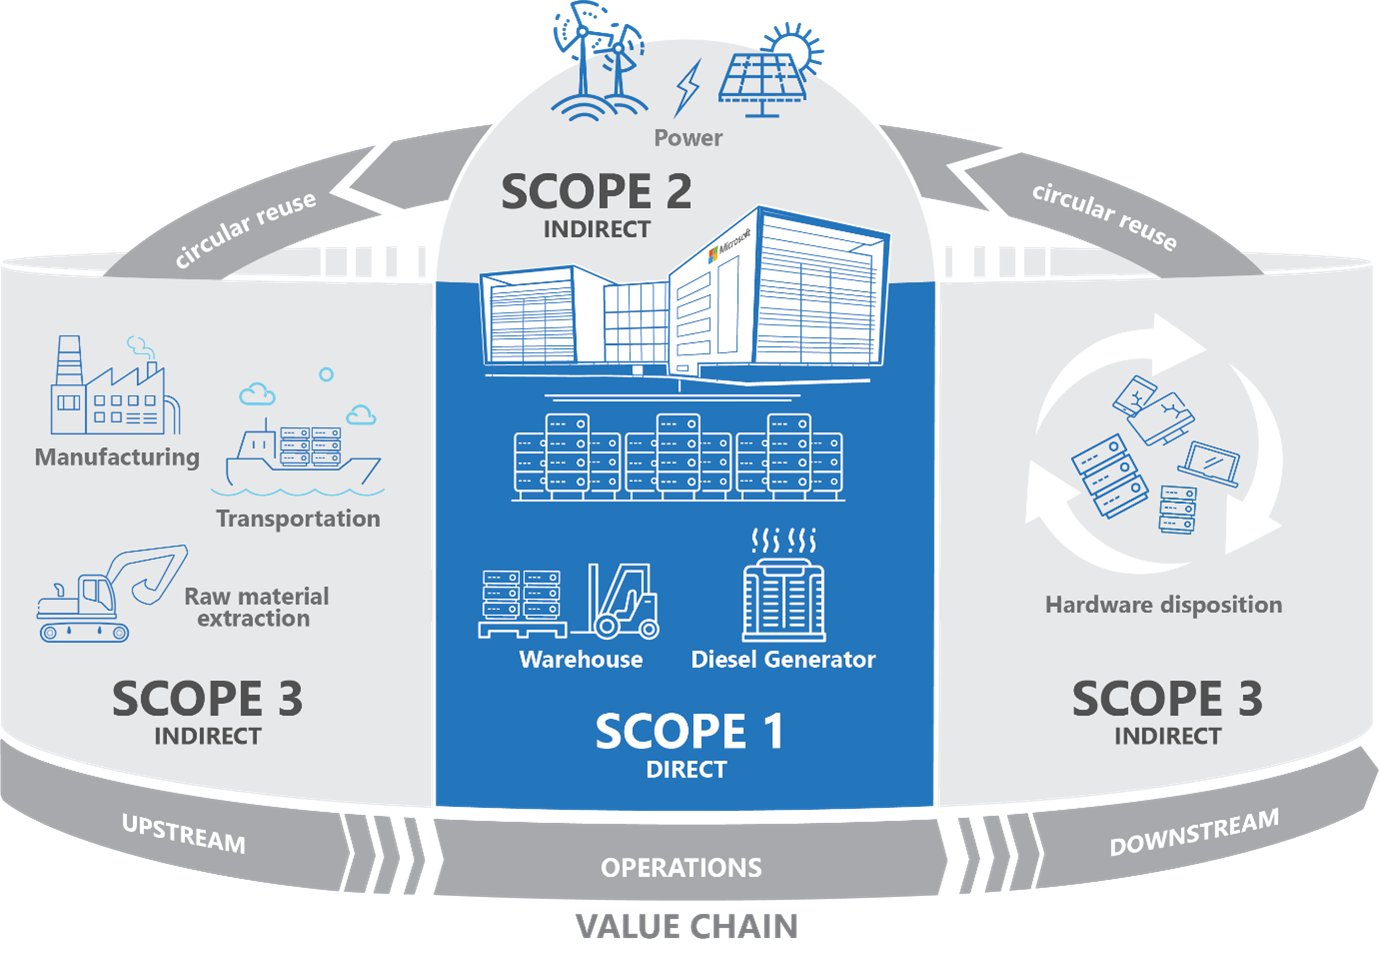 Power
SCOPE 2
INDIRECT
circular reuse
circular reuse
Microsoft
Manufacturing
Transportation
Raw material
extraction
SCOPE 3
INDIRECT
Warehouse
Diesel Generator
SCOPE 1
DIRECT
Hardware disposition
SCOPE 3
INDIRECT
UPSTREAM
OPERATIONS
DOWNSTREAM
VALUE CHAIN